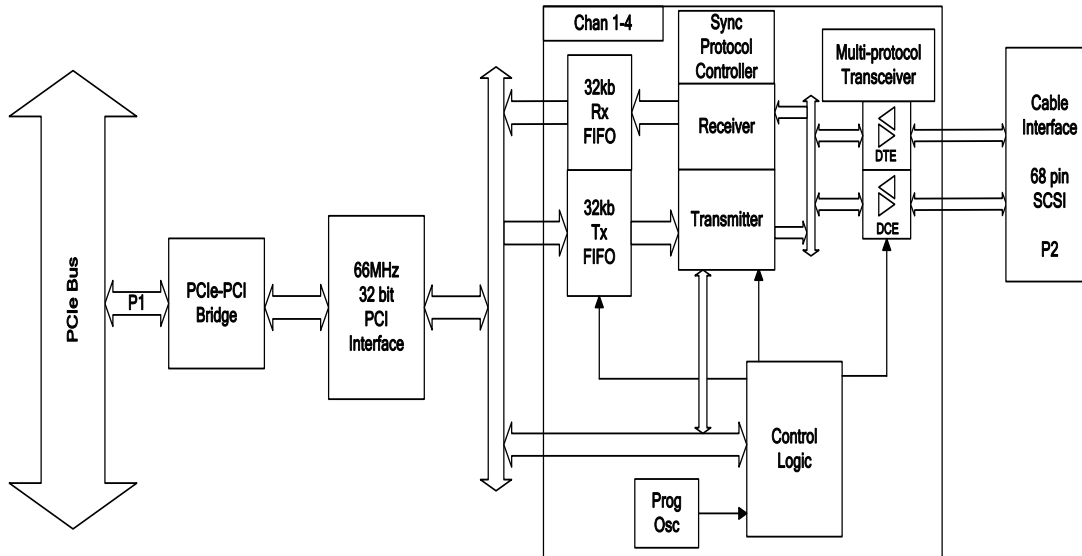 PCIe Bus
P1
PCIe-PCI
Bridge
66MHz
32 bit
PCI
Interface
Chan 1-4
32kb
Rx
FIFO
32kb
Tx
FIFO
Sync
Protocol
Controller
Receiver
Transmitter
Multi-protocol
Transceiver
DTE
DCE
Control
Logic
Prog
Osc
Cable
Interface
68 pin
SCSI
P2